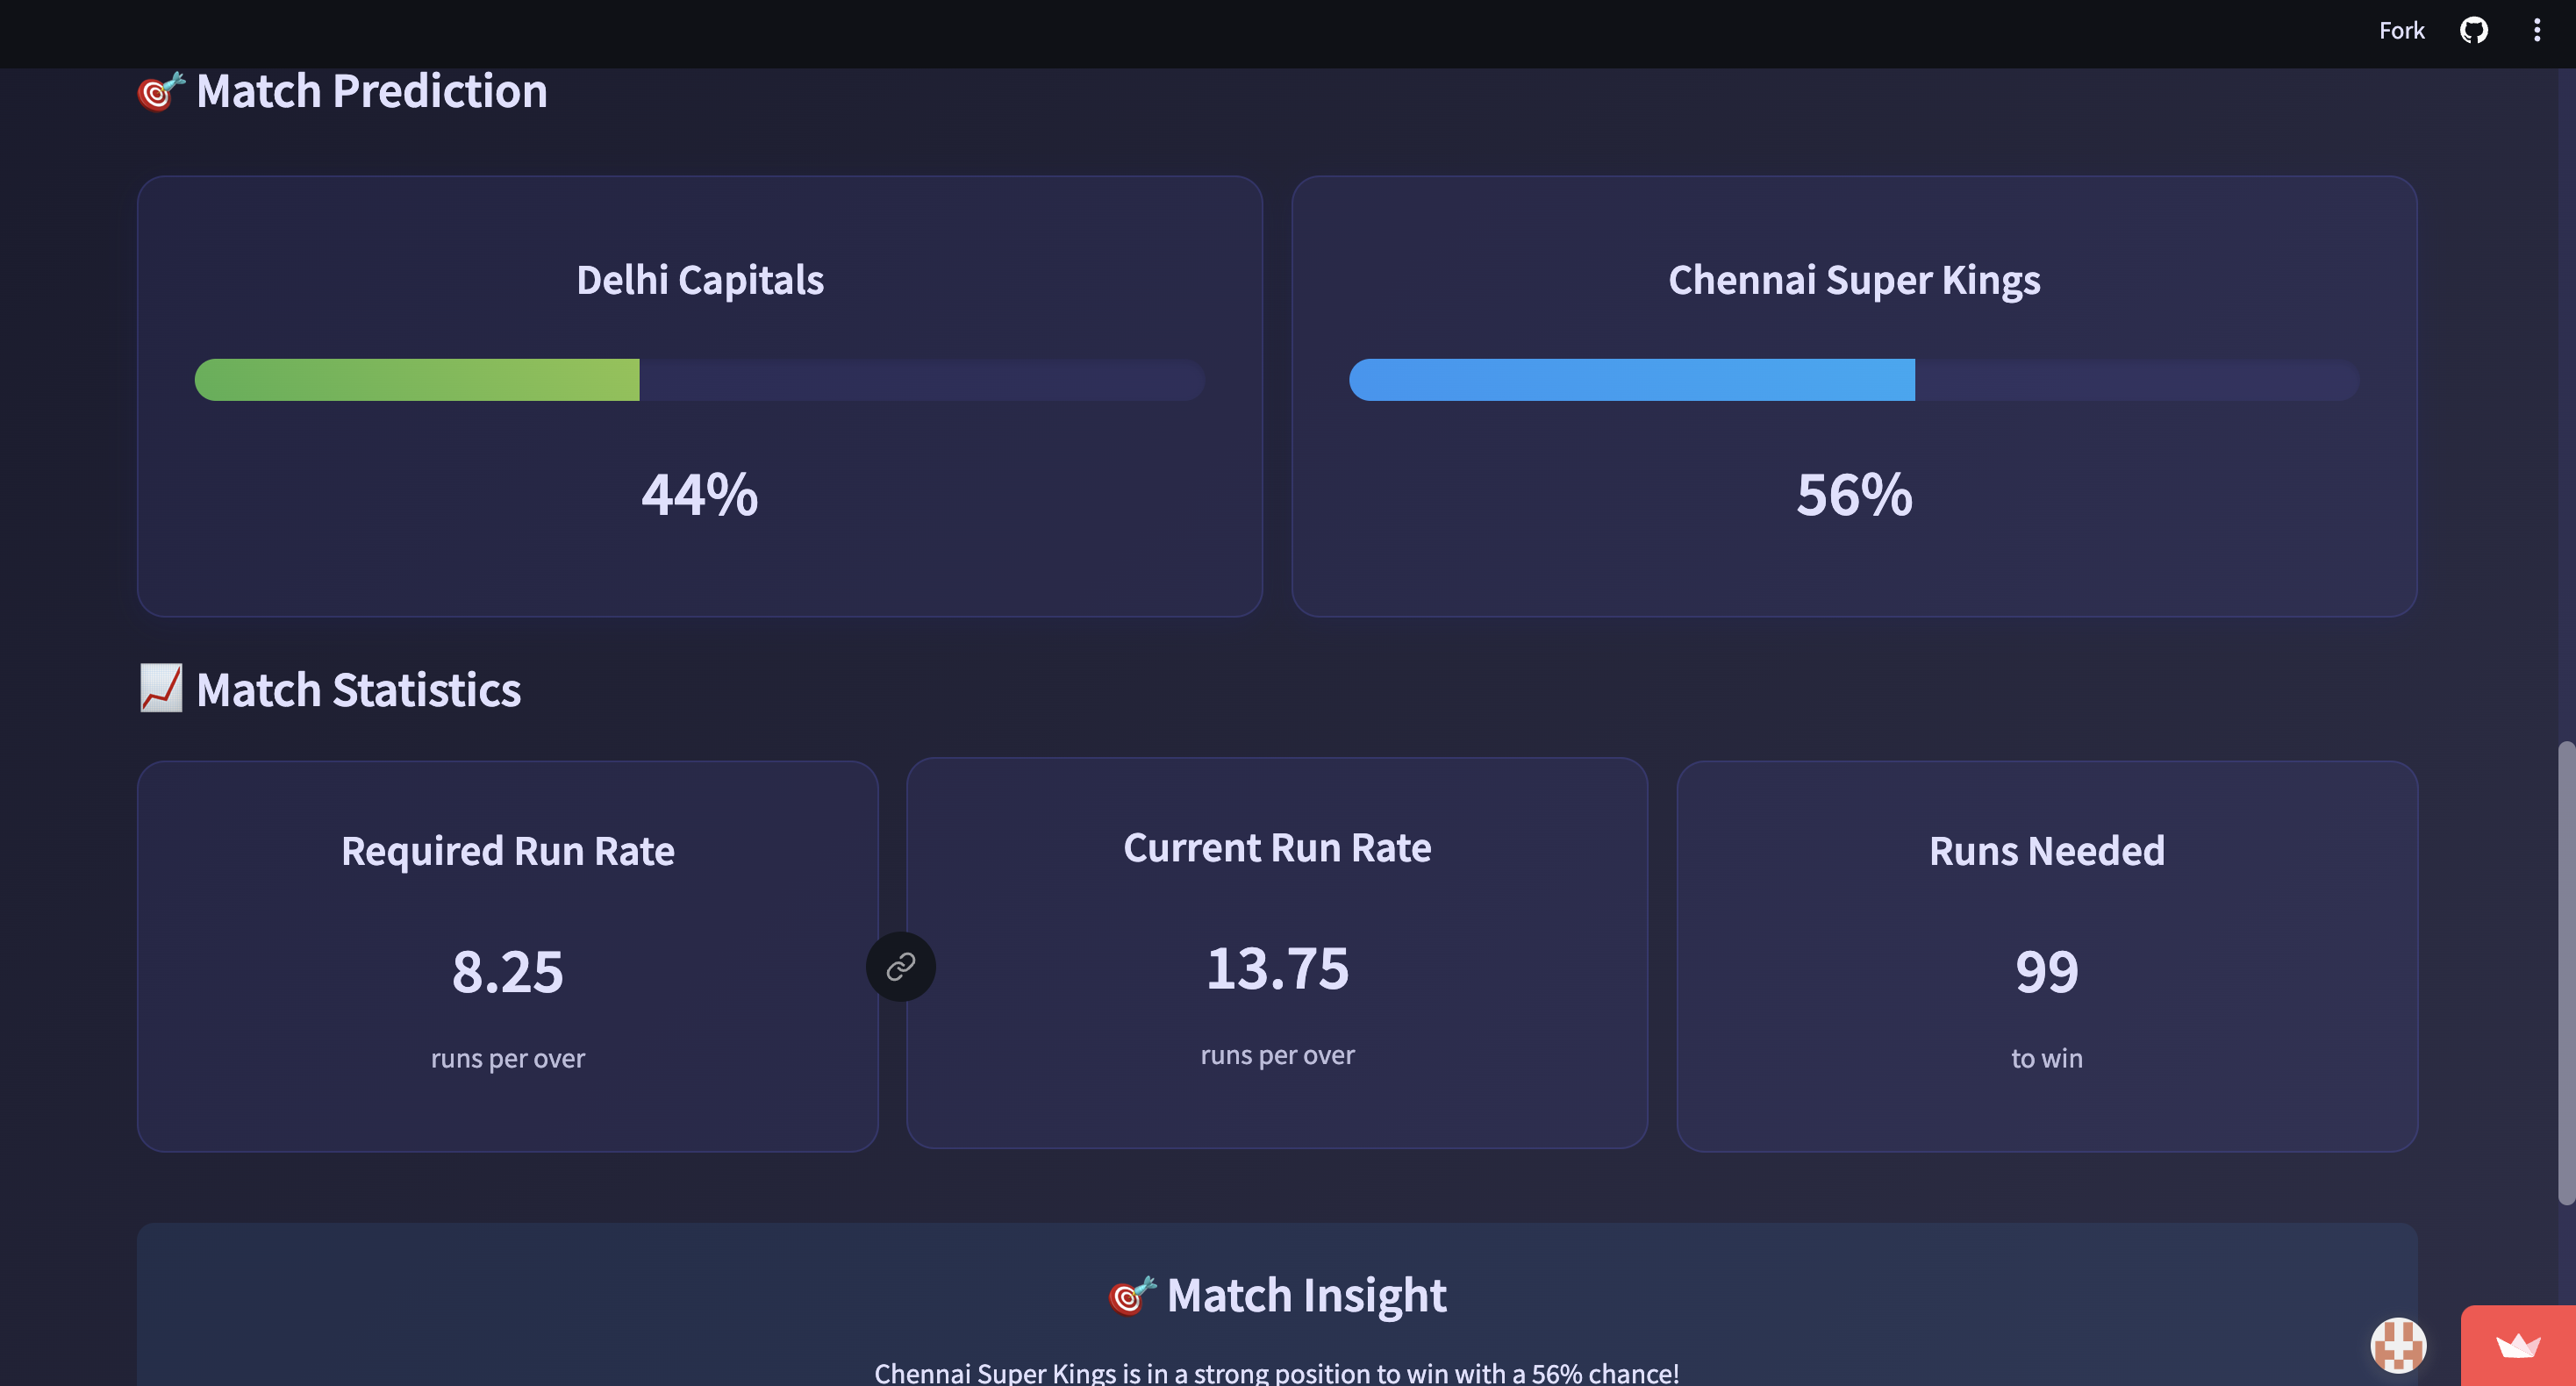 Fork
🎯 Match Prediction
Delhi Capitals
44%
Chennai Super Kings
56%
📈 Match Statistics
Required Run Rate
8.25
runs per over
Current Run Rate
13.75
runs per over
Runs Needed
99
to win
🎯 Match Insight
Chennai Super Kings is in a strong position to win with a 56% chance!